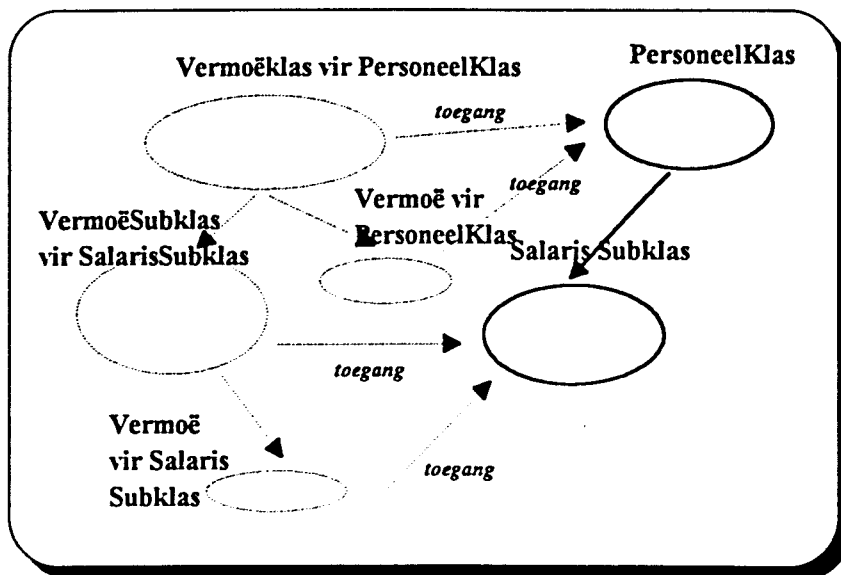 PersoneelKlas
Vermoëklas vir PersoneelKlas
toegang
toegang
Vermoë vir
PersoneelKlas
VermoëSubklas
vir SalarisSubklas
Salaris Subklas
toegang
Vermoë
vir Salaris
Subklas
toegang